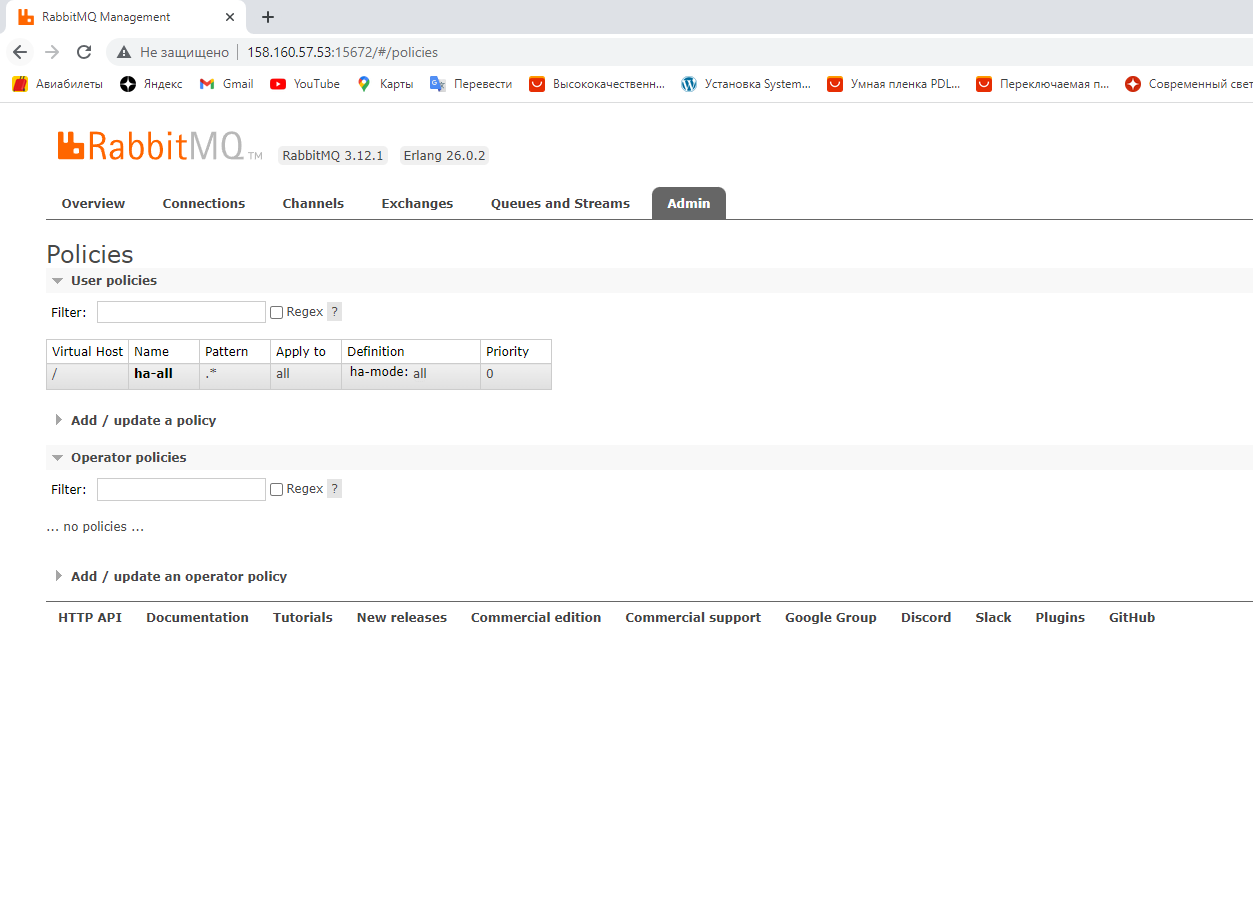 RabbitMQ Management
Не защищено 158.160.57.53:15672/#/policies
Авиабилеты Яндекс Gmail YouTube Карты Перевести Высококачественн... Установка System... Умная пленка PDL... Переключаемая п... Современный свет
RabbitMQ TM RabbitMQ 3.12.1 Erlang 26.0.2
Overview Connections Channels Exchanges Queues and Streams Admin
Policies
User policies
Filter: Regex ?
Virtual Host Name Pattern Apply to Definition Priority
/ ha-all .* all ha-mode: all 0
Add / update a policy
Operator policies
Filter: Regex ?
... no policies ...
Add / update an operator policy
HTTP API Documentation Tutorials New releases Commercial edition Commercial support Google Group Discord Slack Plugins GitHub